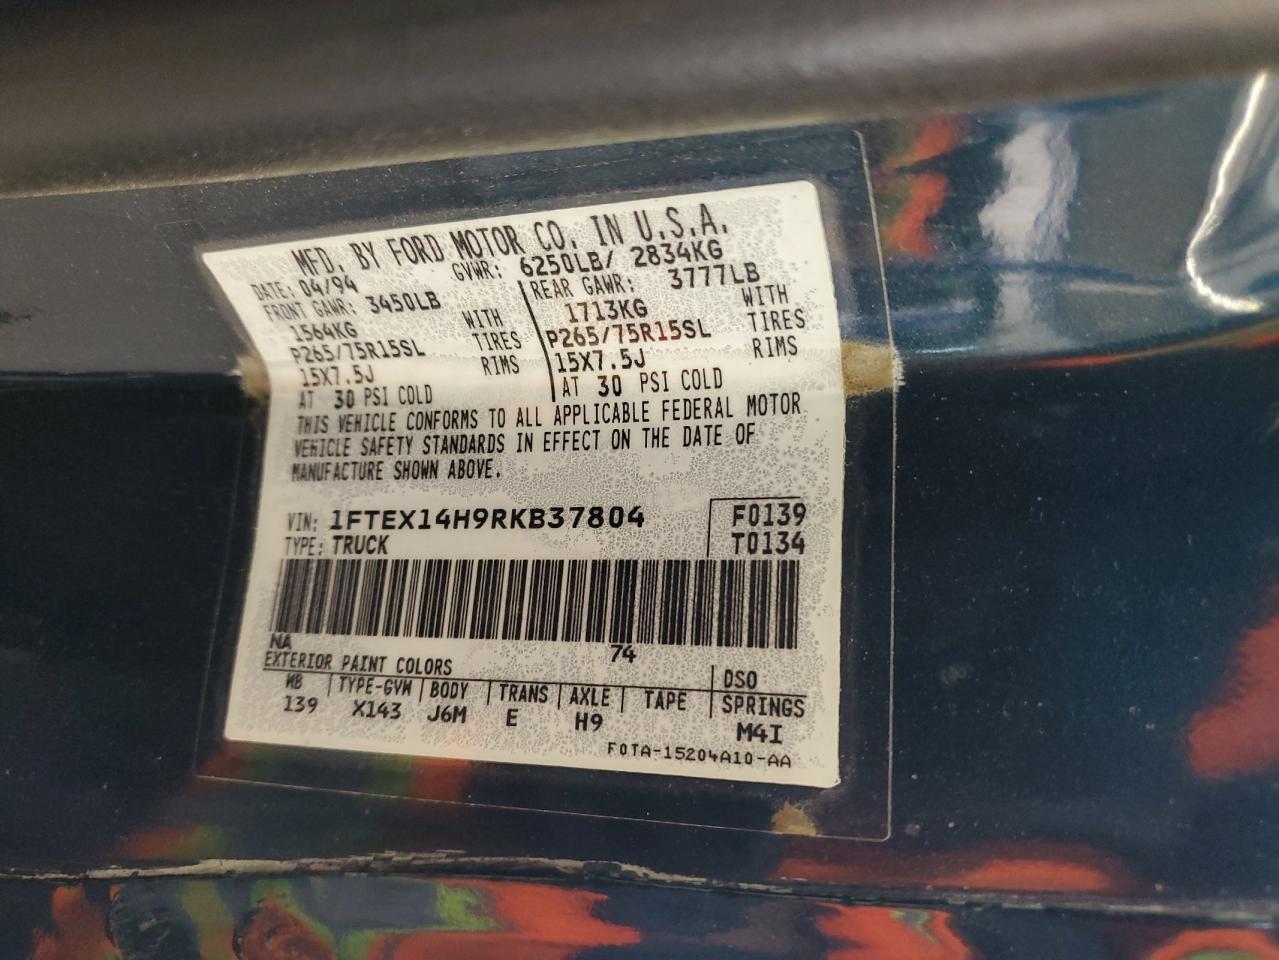 MFD. BY FORD MOTOR CO. IN U.S.A.
DATE: 04/94 GVWR: 6250LB/ 2834KG
FRONT GAWR: 3450LB REAR GAWR: 3777LB
1564KG WITH 1713KG WITH
P265/75R15SL TIRES P265/75R15SL TIRES
15X7.5J RIMS 15X7.5J RIMS
AT 30 PSI COLD AT 30 PSI COLD
THIS VEHICLE CONFORMS TO ALL APPLICABLE FEDERAL MOTOR
VEHICLE SAFETY STANDARDS IN EFFECT ON THE DATE OF
MANUFACTURE SHOWN ABOVE.
VIN: 1FTEX14H9RKB37804 F0139
TYPE: TRUCK T0134
NA 74
EXTERIOR PAINT COLORS DSO
WB TYPE-GVW BODY TRANS AXLE TAPE SPRINGS
139 X143 J6M E H9 M4I
F0TA-15204A10-AA